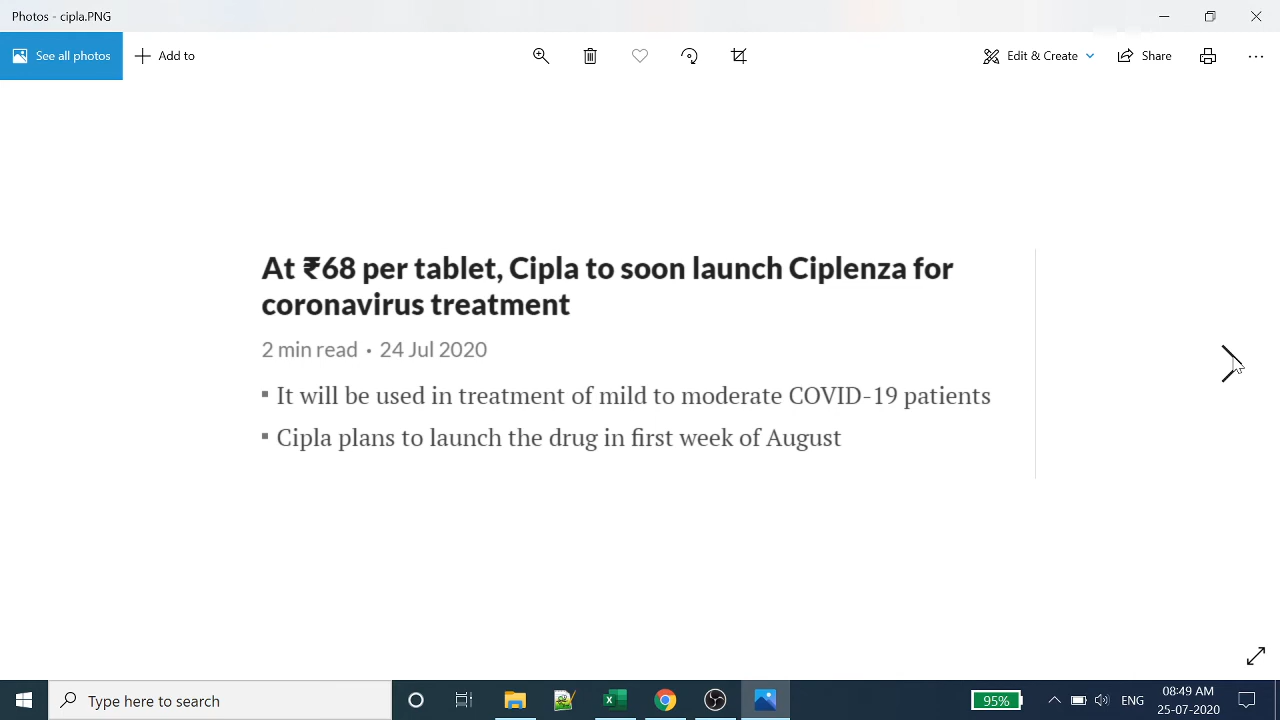 Photos - cipla.PNG
See all photos
Add to
Edit & Create
Share
At ₹68 per tablet, Cipla to soon launch Ciplenza for
coronavirus treatment
2 min read • 24 Jul 2020
▪ It will be used in treatment of mild to moderate COVID-19 patients
▪ Cipla plans to launch the drug in first week of August
Type here to search
95%
ENG
08:49 AM
25-07-2020